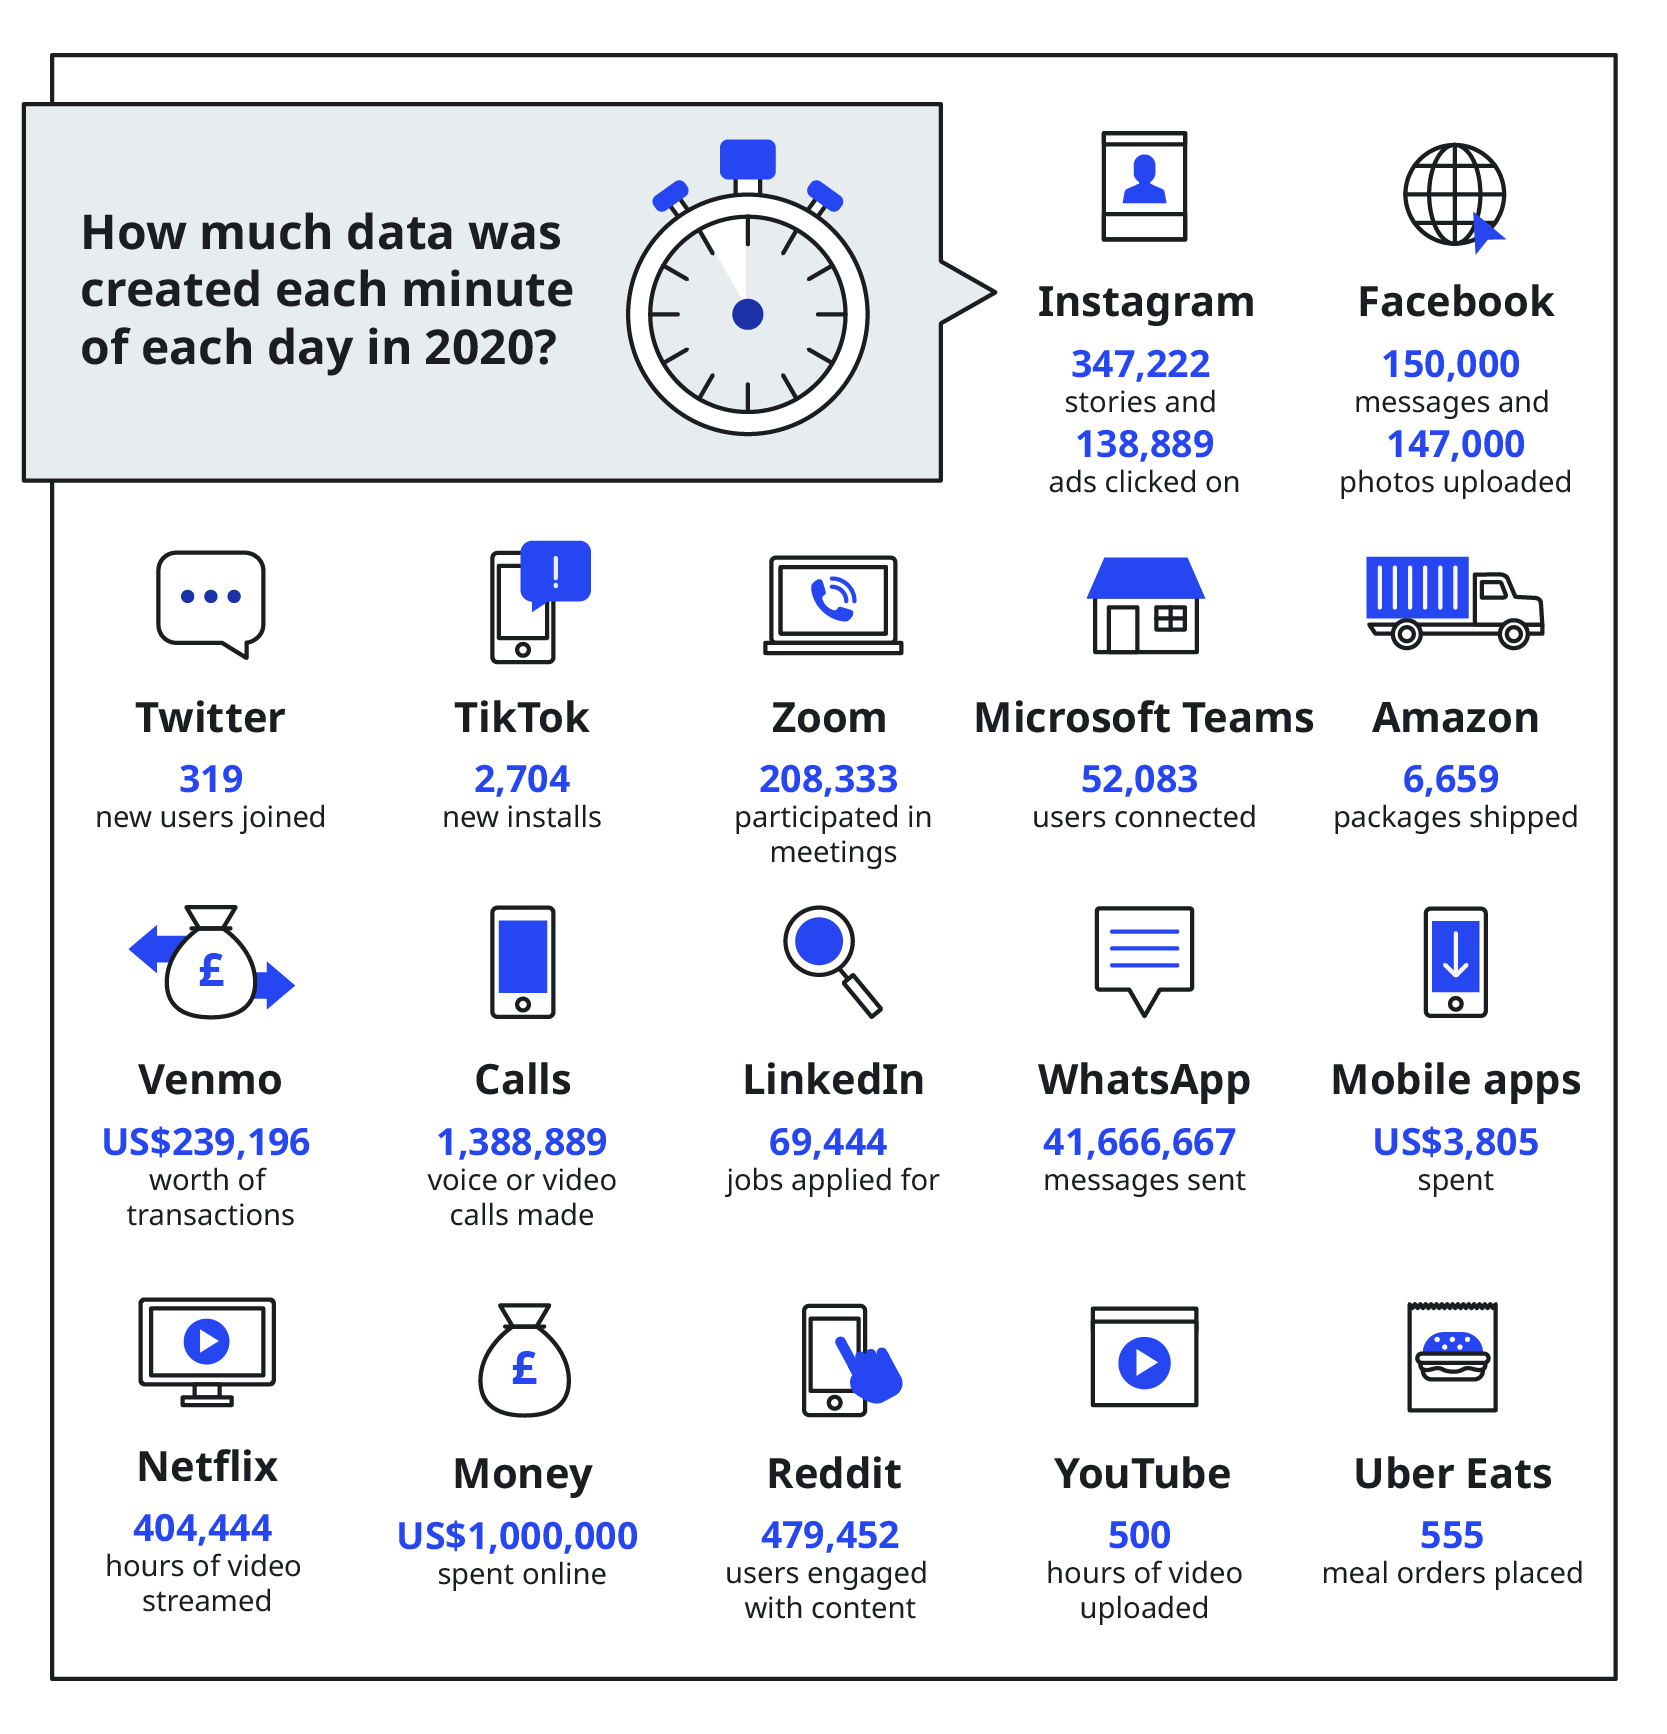 How much data was
created each minute
of each day in 2020?
Instagram
347,222
stories and
138,889
ads clicked on
Facebook
150,000
messages and
147,000
photos uploaded
Twitter
319
new users joined
TikTok
2,704
new installs
Zoom
208,333
participated in
meetings
Microsoft Teams
52,083
users connected
Amazon
6,659
packages shipped
£
Venmo
US$239,196
worth of
transactions
Calls
1,388,889
voice or video
calls made
LinkedIn
69,444
jobs applied for
WhatsApp
41,666,667
messages sent
Mobile apps
US$3,805
spent
Netflix
404,444
hours of video
streamed
£
Money
US$1,000,000
spent online
Reddit
479,452
users engaged
with content
YouTube
500
hours of video
uploaded
Uber Eats
555
meal orders placed